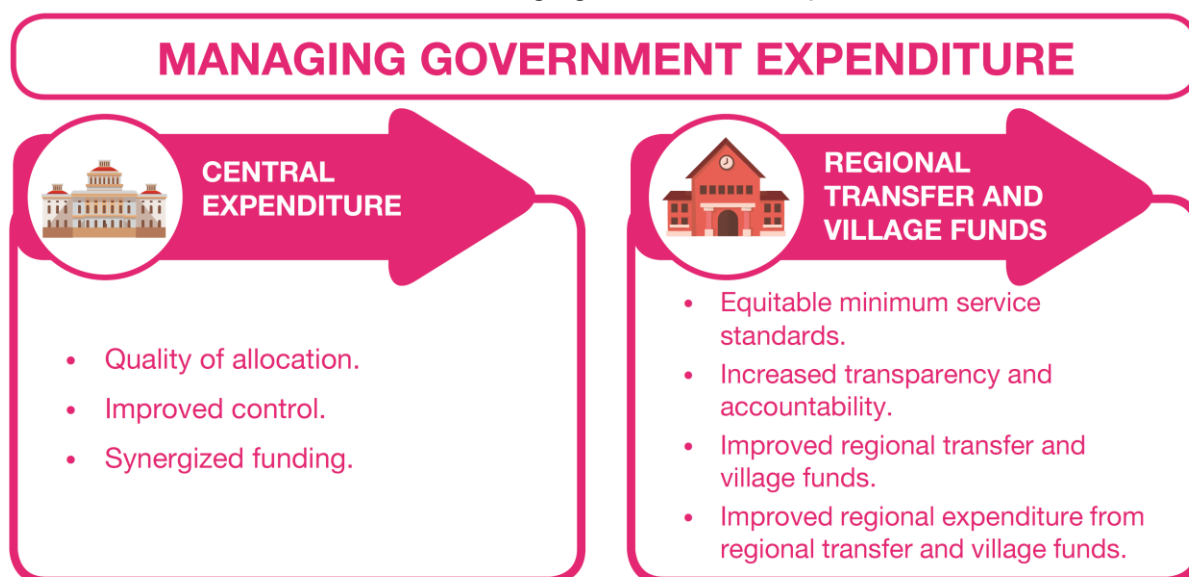 MANAGING GOVERNMENT EXPENDITURE
CENTRAL
EXPENDITURE
• Quality of allocation.
• Improved control.
• Synergized funding.
REGIONAL
TRANSFER AND
VILLAGE FUNDS
• Equitable minimum service
standards.
• Increased transparency and
accountability.
• Improved regional transfer and
village funds.
• Improved regional expenditure from
regional transfer and village funds.